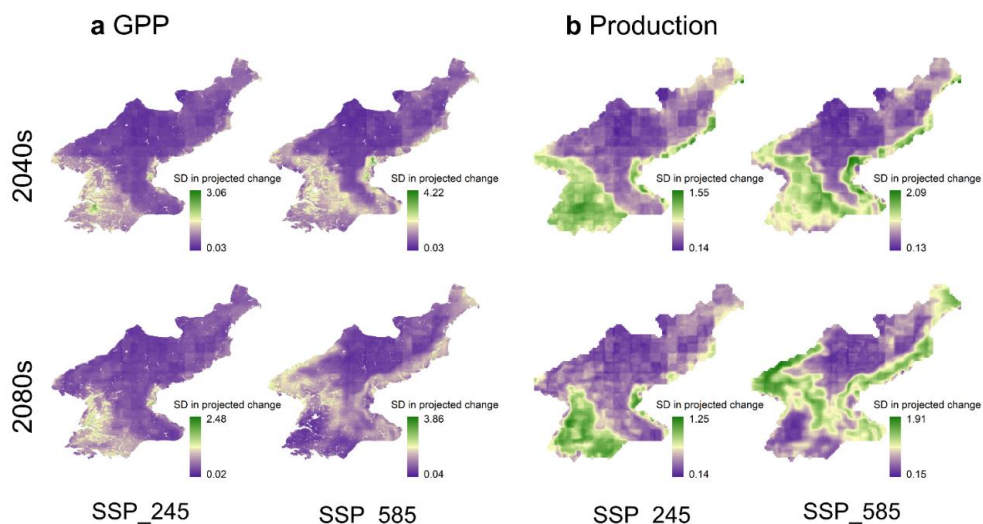 a GPP
b Production
2040s
SD in projected change
3.06
0.03
SD in projected change
4.22
0.03
SD in projected change
1.55
0.14
SD in projected change
2.09
0.13
2080s
SD in projected change
2.48
0.02
SD in projected change
3.86
0.04
SD in projected change
1.25
0.14
SD in projected change
1.91
0.15
SSP_245
SSP_585
SSP_245
SSP_585